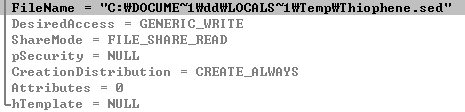 FileName = "C:₩DOCUME~1₩dd₩LOCALS~1₩Temp₩Thiophene.sed"
DesiredAccess = GENERIC_WRITE
ShareMode = FILE_SHARE_READ
pSecurity = NULL
CreationDistribution = CREATE_ALWAYS
Attributes = 0
hTemplate = NULL